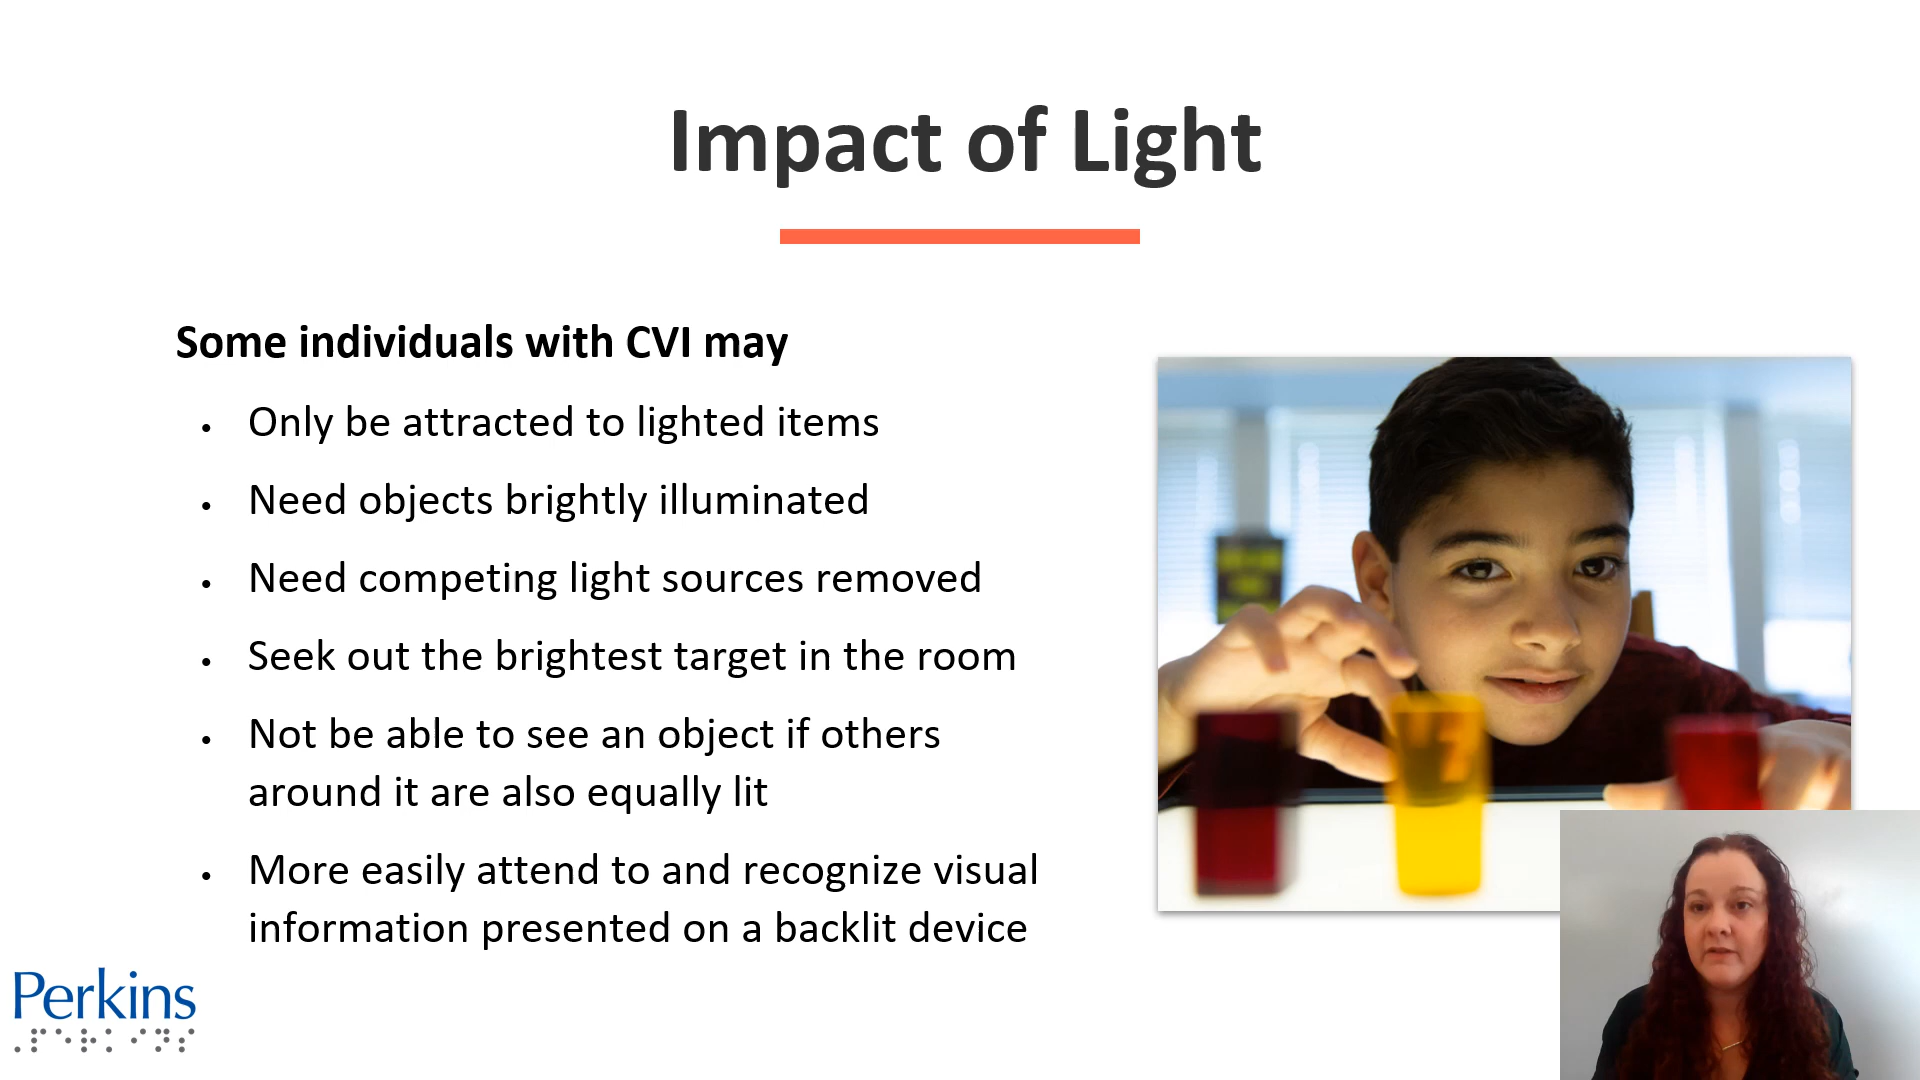 Impact of Light
Some individuals with CVI may
• Only be attracted to lighted items
• Need objects brightly illuminated
• Need competing light sources removed
• Seek out the brightest target in the room
• Not be able to see an object if others
around it are also equally lit
• More easily attend to and recognize visual
information presented on a backlit device
Perkins
⠠⠏⠑⠗⠅⠊⠝⠎